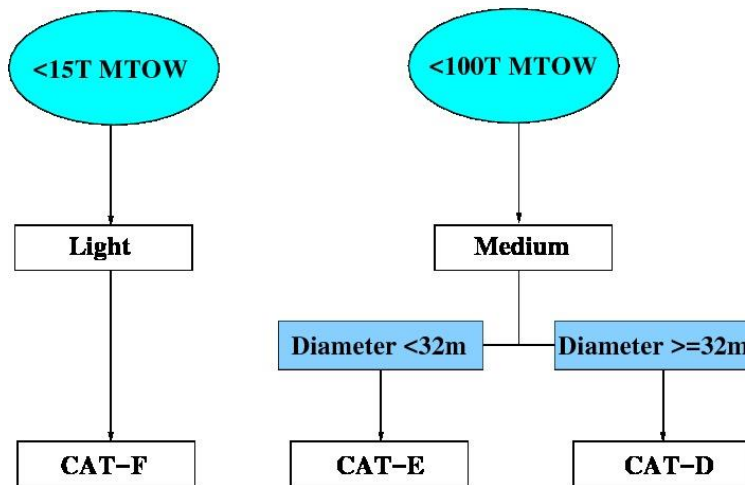 <15T MTOW
<100T MTOW
Light
Medium
Diameter <32m
Diameter >=32m
CAT-F
CAT-E
CAT-D